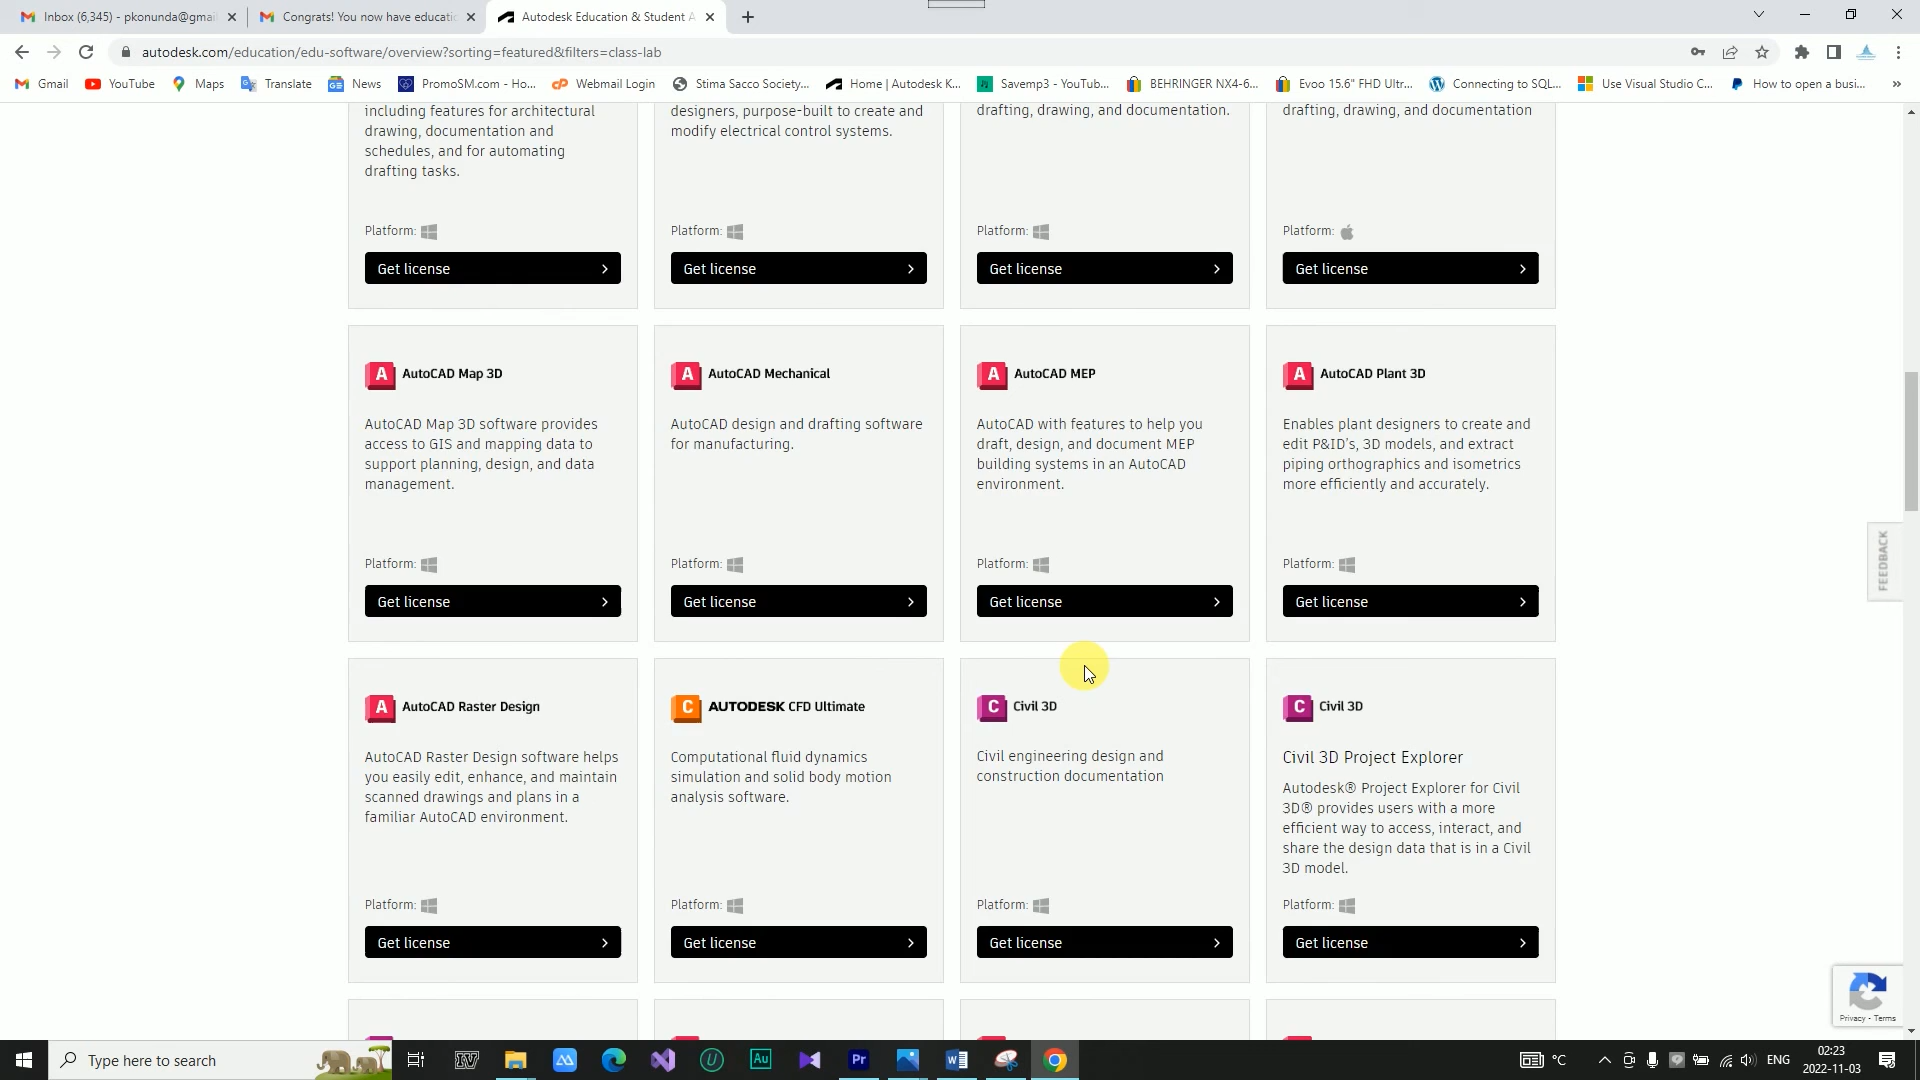 Inbox (6,345) - pkonunda@gmai
Congrats! You now have educatio
Autodesk Education & Student A
autodesk.com/education/edu-software/overview?sorting=featured&filters=class-lab
Gmail
YouTube
Maps
Translate
News
PromoSM.com - Ho...
Webmail Login
Stima Sacco Society...
Home | Autodesk K...
Savemp3 - YouTub...
BEHRINGER NX4-6...
Evoo 15.6" FHD Ultr...
Connecting to SQL...
Use Visual Studio C...
How to open a busi...
including features for architectural
drawing, documentation and
schedules, and for automating
drafting tasks.
Platform:
Get license
designers, purpose-built to create and
modify electrical control systems.
Platform:
Get license
drafting, drawing, and documentation.
Platform:
Get license
drafting, drawing, and documentation
Platform:
Get license
A AutoCAD Map 3D
AutoCAD Map 3D software provides
access to GIS and mapping data to
support planning, design, and data
management.
Platform:
Get license
A AutoCAD Mechanical
AutoCAD design and drafting software
for manufacturing.
Platform:
Get license
A AutoCAD MEP
AutoCAD with features to help you
draft, design, and document MEP
building systems in an AutoCAD
environment.
Platform:
Get license
A AutoCAD Plant 3D
Enables plant designers to create and
edit P&ID's, 3D models, and extract
piping orthographics and isometrics
more efficiently and accurately.
Platform:
Get license
A AutoCAD Raster Design
AutoCAD Raster Design software helps
you easily edit, enhance, and maintain
scanned drawings and plans in a
familiar AutoCAD environment.
Platform:
Get license
C AUTODESK CFD Ultimate
Computational fluid dynamics
simulation and solid body motion
analysis software.
Platform:
Get license
C Civil 3D
Civil engineering design and
construction documentation
Platform:
Get license
C Civil 3D
Civil 3D Project Explorer
Autodesk® Project Explorer for Civil
3D® provides users with a more
efficient way to access, interact, and
share the design data that is in a Civil
3D model.
Platform:
Get license
FEEDBACK
Privacy - Terms
Type here to search
Au
Pr
°C
ENG
02:23
2022-11-03